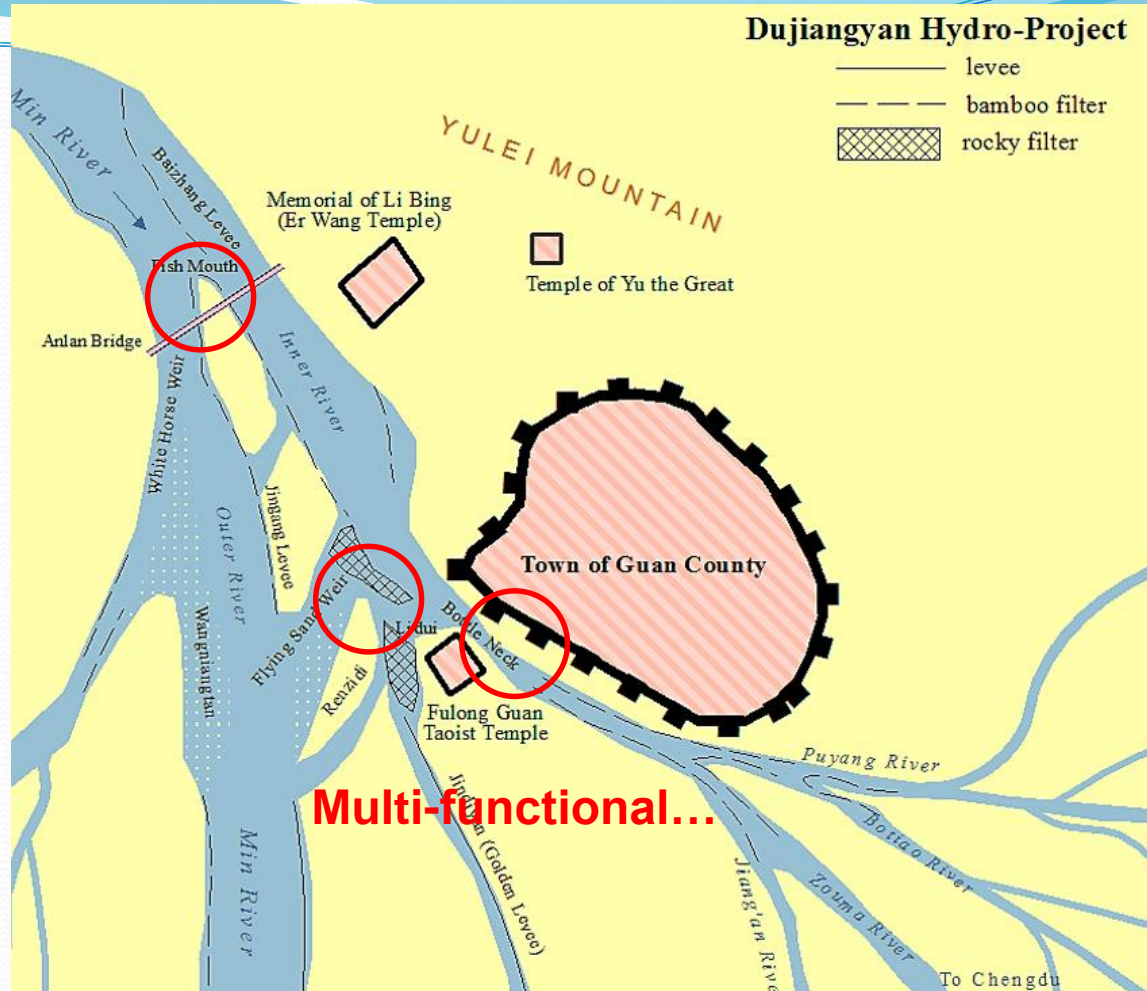 Dujiangyan Hydro-Project
levee
bamboo filter
rocky filter
Min River
Baizhang Levee
YULEI MOUNTAIN
Memorial of Li Bing
(Er Wang Temple)
Temple of Yu the Great
Fish Mouth
Anlan Bridge
Inner River
White Horse Weir
Jingang Levee
Outer River
Wangniangtan
Flying Sand Weir
Renzidi
Lidui
Bottle Neck
Town of Guan County
Fulong Guan
Taoist Temple
Multi-functional...
Jindiyan (Golden Levee)
Min River
Puyang River
Botiao River
Zouma River
Jiang'an River
To Chengdu